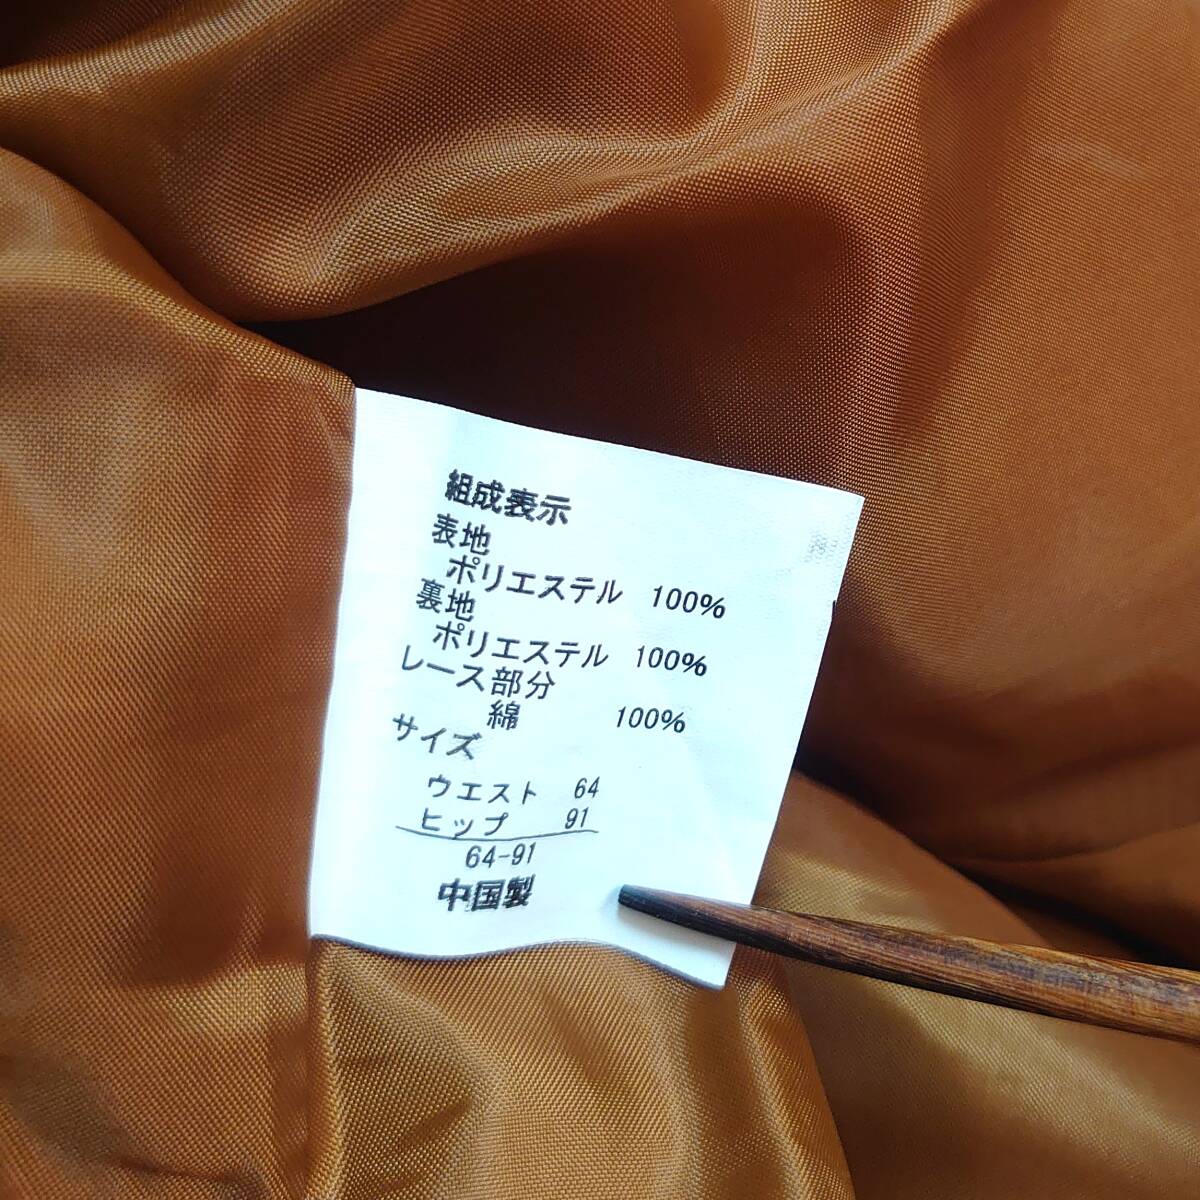 組成表示
表地
ポリエステル 100%
裏地
ポリエステル 100%
レース部分
綿 100%
サイズ
ウエスト 64
ヒップ 91
64-91
中国製